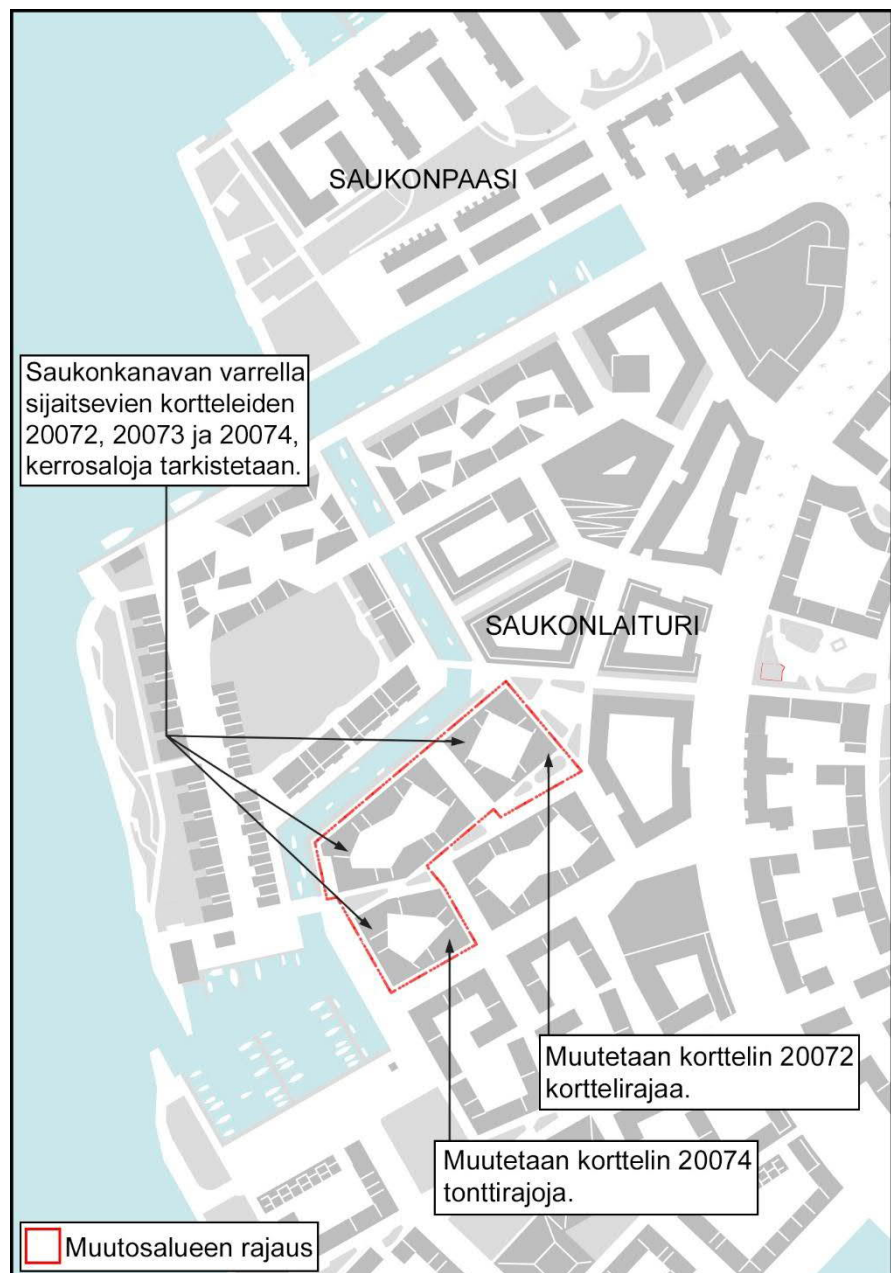 SAUKONPAASI
Saukonkanavan varrella
sijaitsevien kortteleiden
20072, 20073 ja 20074,
kerrosaloja tarkistetaan.
SAUKONLAITURI
Muutetaan korttelin 20072
korttelirajaa.
Muutetaan korttelin 20074
tonttirajoja.
Muutosalueen rajaus